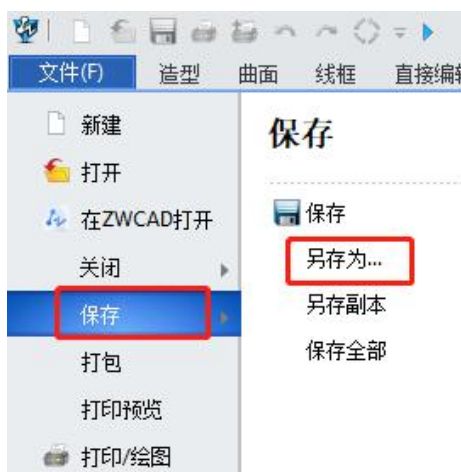 文件(F) 造型 曲面 线框 直接编辑
新建
打开
在ZWCAD打开
关闭
保存
打包
打印预览
打印/绘图
保存
保存
另存为...
另存副本
保存全部